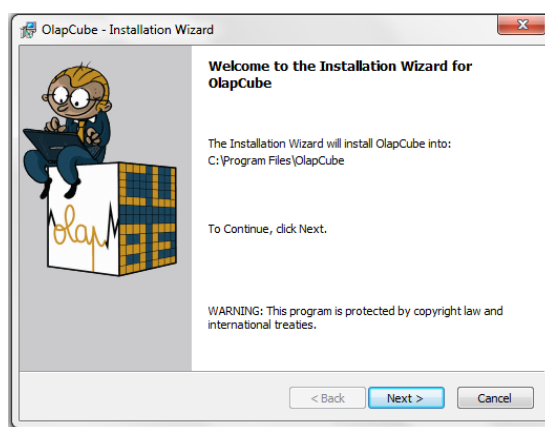 OlapCube - Installation Wizard
Welcome to the Installation Wizard for
OlapCube
The Installation Wizard will install OlapCube into:
C:\Program Files\OlapCube
olap
To Continue, click Next.
WARNING: This program is protected by copyright law and
international treaties.
< Back Next > Cancel